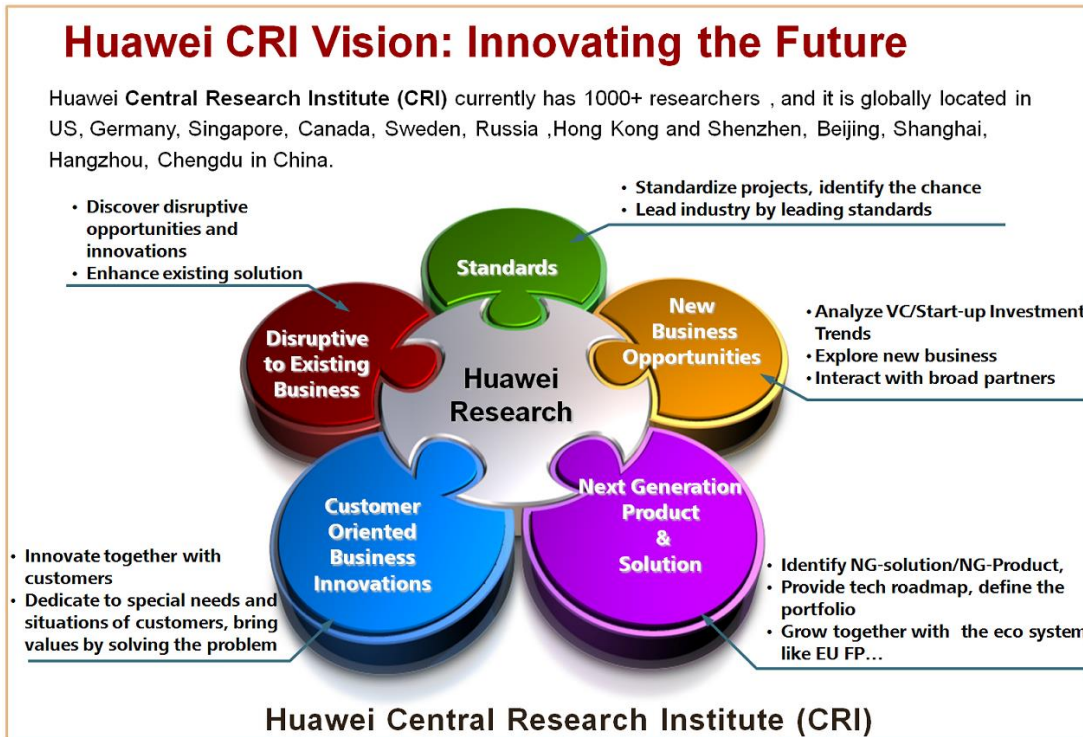 Huawei CRI Vision: Innovating the Future
Huawei Central Research Institute (CRI) currently has 1000+ researchers , and it is globally located in
US, Germany, Singapore, Canada, Sweden, Russia ,Hong Kong and Shenzhen, Beijing, Shanghai,
Hangzhou, Chengdu in China.
• Discover disruptive
opportunities and
innovations
• Enhance existing solution
• Standardize projects, identify the chance
• Lead industry by leading standards
Standards
Disruptive
to Existing
Business
New
Business
Opportunities
• Analyze VC/Start-up Investment
Trends
• Explore new business
• Interact with broad partners
Huawei
Research
Customer
Oriented
Business
Innovations
Next Generation
Product
&
Solution
• Innovate together with
customers
• Dedicate to special needs and
situations of customers, bring
values by solving the problem
• Identify NG-solution/NG-Product,
• Provide tech roadmap, define the
portfolio
• Grow together with the eco system
like EU FP…
Huawei Central Research Institute (CRI)